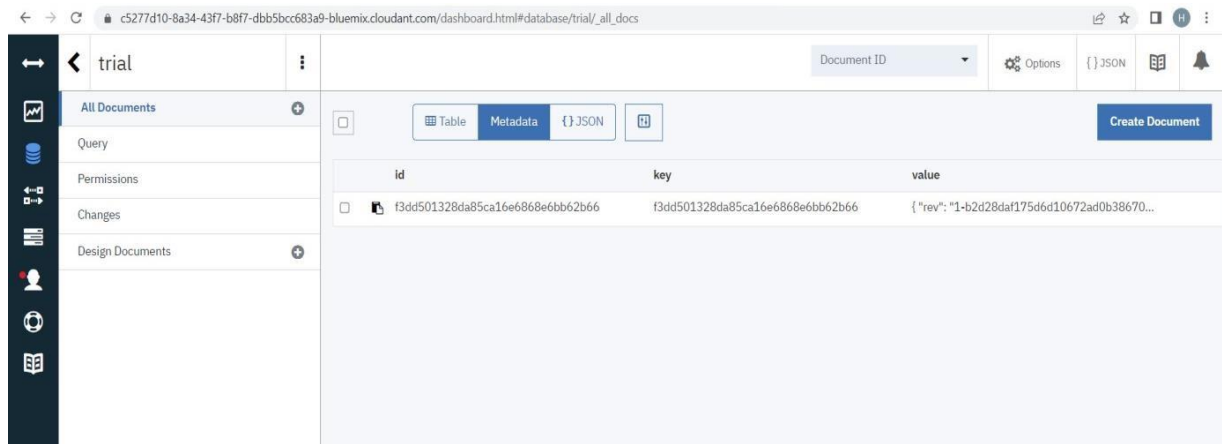 c5277d10-8a34-43f7-b8f7-dbb5bcc683a9-bluemix.cloudant.com/dashboard.html#database/trial/_all_docs
H
trial
Document ID
Options
{ } JSON
All Documents
Table
Metadata
{ } JSON
Create Document
Query
Permissions
id key value
f3dd501328da85ca16e6868e6bb62b66 f3dd501328da85ca16e6868e6bb62b66 { "rev": "1-b2d28daf175d6d10672ad0b38670...
Changes
Design Documents